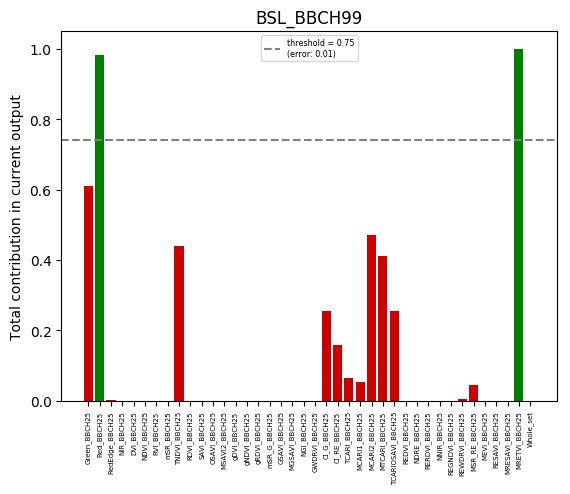 BSL_BBCH99
threshold = 0.75
(error: 0.01)
Total contribution in current output
1.0
0.8
0.6
0.4
0.2
0.0
Green_BBCH25
Red_BBCH25
RedEdge_BBCH25
NIR_BBCH25
DVI_BBCH25
NDVI_BBCH25
RVI_BBCH25
mSR_BBCH25
TNDVI_BBCH25
RDVI_BBCH25
SAVI_BBCH25
OSAVI_BBCH25
MSAVI2_BBCH25
gDVI_BBCH25
gNDVI_BBCH25
gRDVI_BBCH25
mSR_G_BBCH25
GSAVI_BBCH25
MGSAVI_BBCH25
NGI_BBCH25
GWDRVI_BBCH25
CI_G_BBCH25
CI_RE_BBCH25
TCARI_BBCH25
MCARI1_BBCH25
MCARI2_BBCH25
MTCARI_BBCH25
TCARIOSAVI_BBCH25
REDVI_BBCH25
NDRE_BBCH25
RERDVI_BBCH25
NNIR_BBCH25
REGNDVI_BBCH25
REWDRVI_BBCH25
MSR_RE_BBCH25
MEVI_BBCH25
RESAVI_BBCH25
MRESAVI_BBCH25
MRETVI_BBCH25
Whole_set